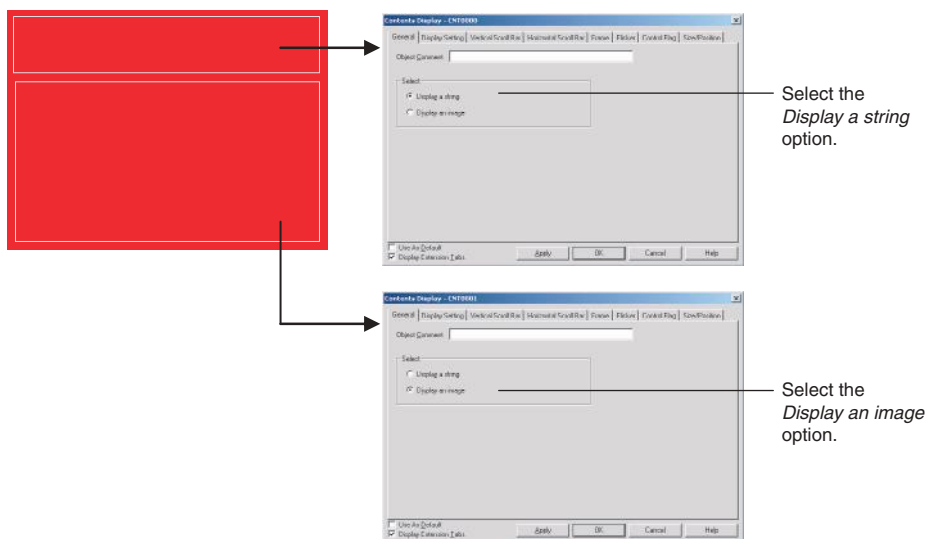 Contents Display - CNT0000
General Display Setting Vertical Scroll Bar Horizontal Scroll Bar Frame Flicker Control Flag Size/Position
Object Comment
Select
Display a string
Display an image
Select the
Display a string
option.
Use As Default
Display Extension Tabs
Apply OK Cancel Help
Contents Display - CNT0001
General Display Setting Vertical Scroll Bar Horizontal Scroll Bar Frame Flicker Control Flag Size/Position
Object Comment
Select
Display a string
Display an image
Select the
Display an image
option.
Use As Default
Display Extension Tabs
Apply OK Cancel Help